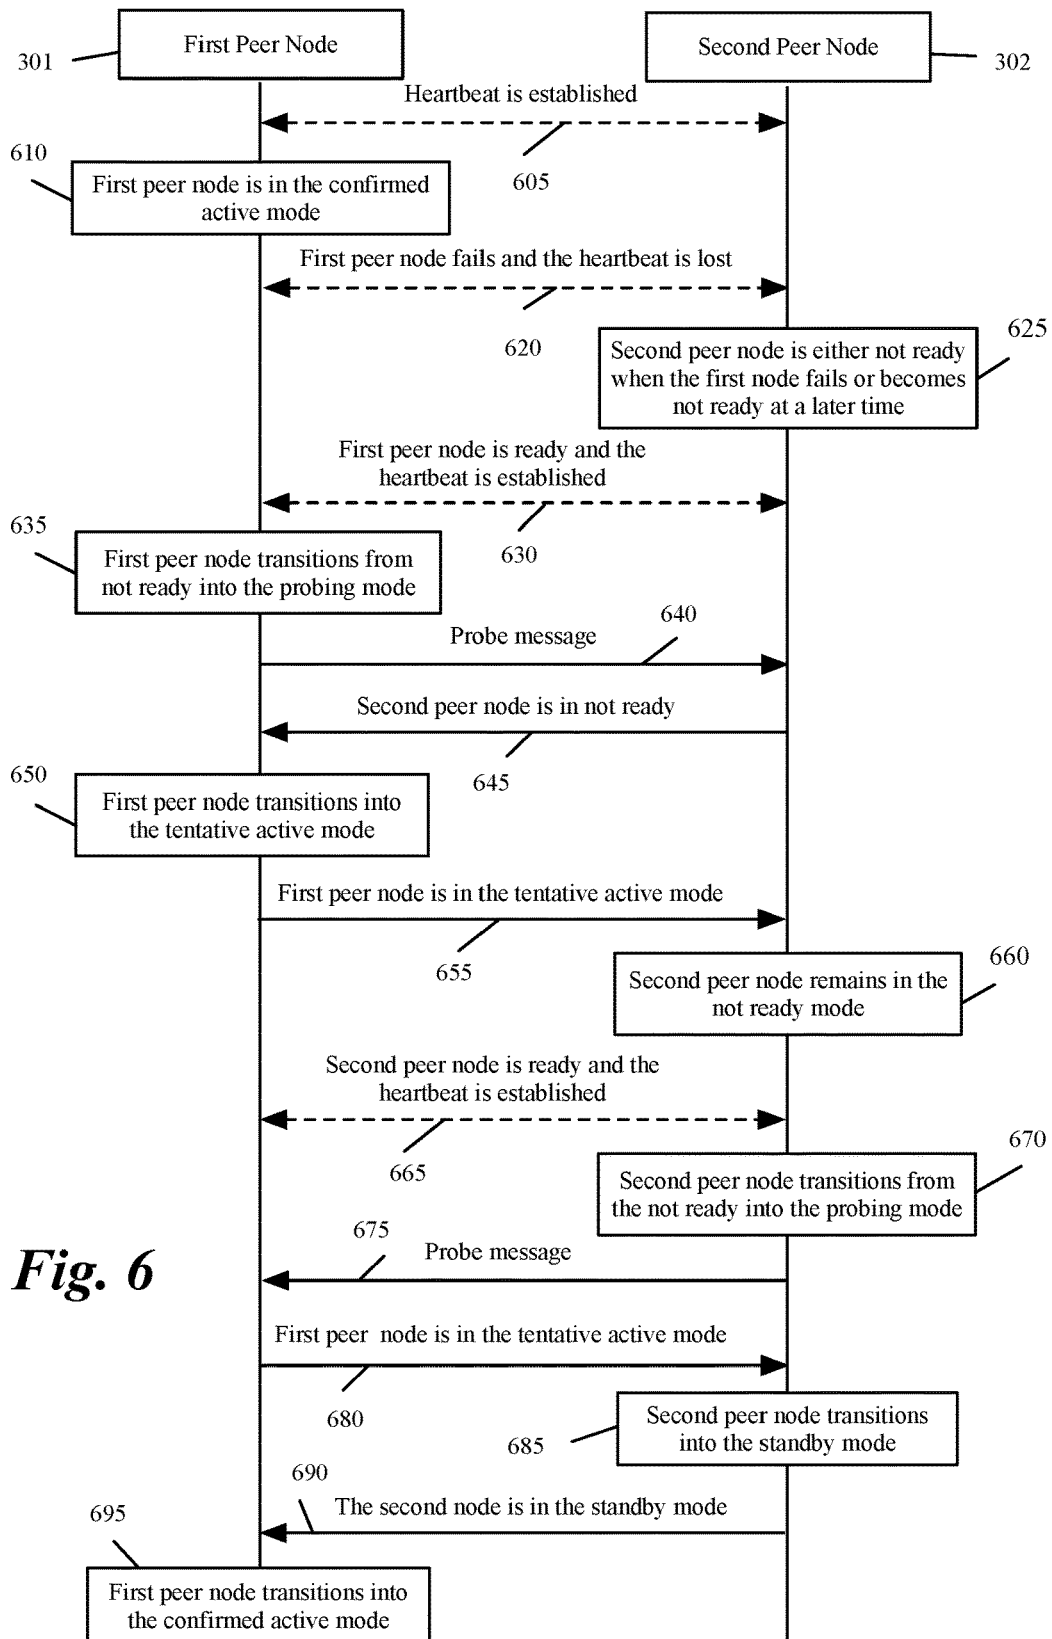 First Peer Node
Second Peer Node
301
302
Heartbeat is established
605
610
First peer node is in the confirmed
active mode
First peer node fails and the heartbeat is lost
620
625
Second peer node is either not ready
when the first node fails or becomes
not ready at a later time
First peer node is ready and the
heartbeat is established
630
635
First peer node transitions from
not ready into the probing mode
640
Probe message
Second peer node is in not ready
645
650
First peer node transitions into
the tentative active mode
First peer node is in the tentative active mode
655
660
Second peer node remains in the
not ready mode
Second peer node is ready and the
heartbeat is established
665
670
Second peer node transitions from
the not ready into the probing mode
675
Probe message
Fig. 6
First peer node is in the tentative active mode
680
Second peer node transitions
into the standby mode
685
690
The second node is in the standby mode
695
First peer node transitions into
the confirmed active mode